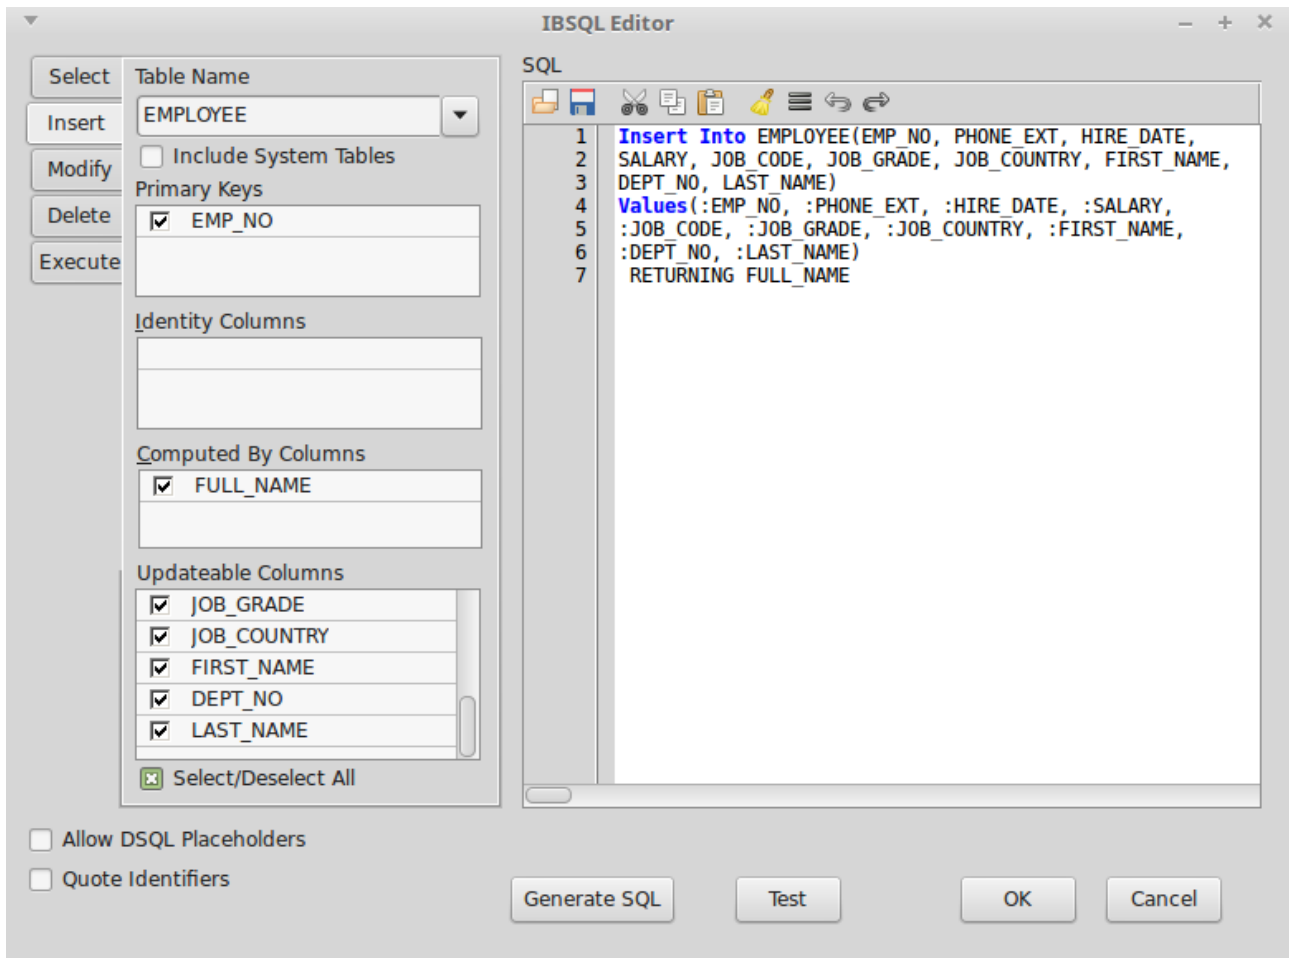 IBSQL Editor
Select
Insert
Modify
Delete
Execute
Table Name
EMPLOYEE
Include System Tables
Primary Keys
EMP_NO
Identity Columns
Computed By Columns
FULL_NAME
Updateable Columns
JOB_GRADE
JOB_COUNTRY
FIRST_NAME
DEPT_NO
LAST_NAME
Select/Deselect All
SQL
1 Insert Into EMPLOYEE(EMP_NO, PHONE_EXT, HIRE_DATE,
2 SALARY, JOB_CODE, JOB_GRADE, JOB_COUNTRY, FIRST_NAME,
3 DEPT_NO, LAST_NAME)
4 Values(:EMP_NO, :PHONE_EXT, :HIRE_DATE, :SALARY,
5 :JOB_CODE, :JOB_GRADE, :JOB_COUNTRY, :FIRST_NAME,
6 :DEPT_NO, :LAST_NAME)
7 RETURNING FULL_NAME
Allow DSQL Placeholders
Quote Identifiers
Generate SQL
Test
OK
Cancel